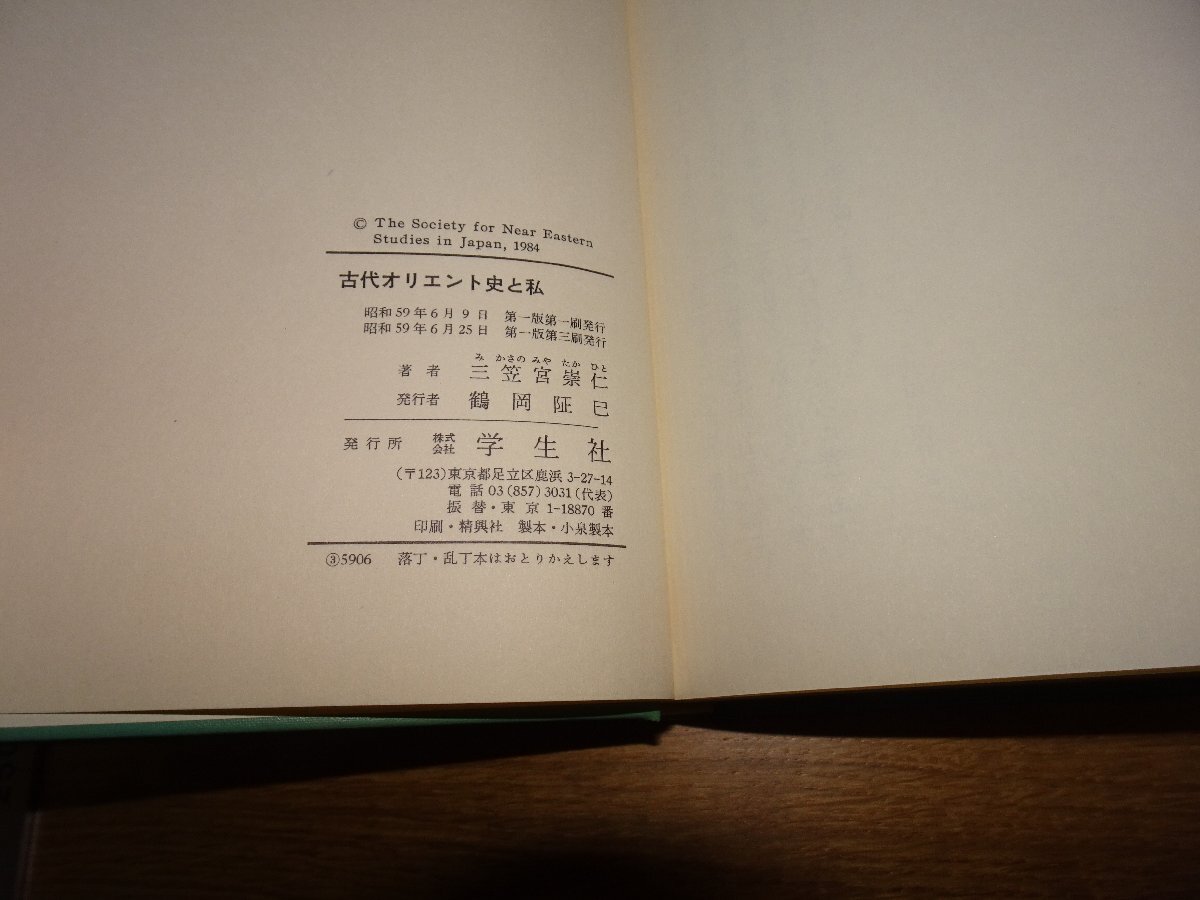 © The Society for Near Eastern
Studies in Japan, 1984
古代オリエント史と私
昭和59年6月9日 第一版第一刷発行
昭和59年6月25日 第一版第三刷発行
み かさの みや たか ひと
著者 三笠宮崇仁
発行者 鶴岡阷巳
発行所 株式会社 学生社
(〒123)東京都足立区鹿浜 3-27-14
電話 03(857)3031(代表)
振替・東京 1-18870 番
印刷・精興社 製本・小泉製本
③5906 落丁・乱丁本はおとりかえします